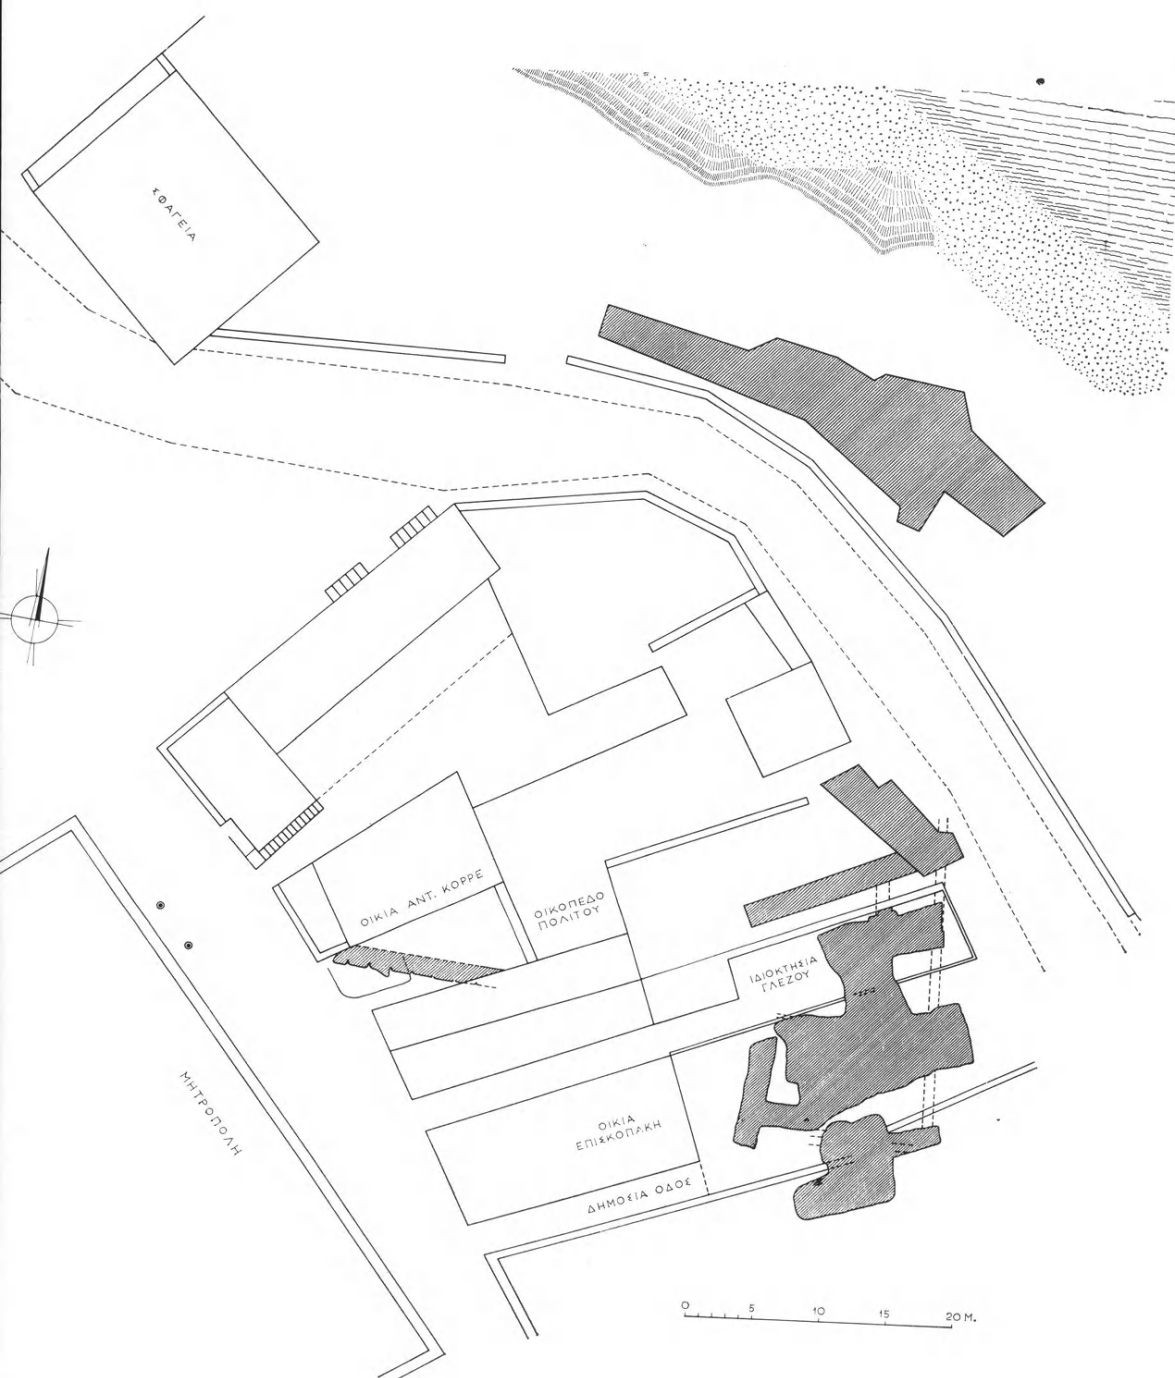 ΣΦΑΓΕΙΑ
ΟΙΚΙΑ ΑΝΤ. ΚΟΡΡΕ
ΟΙΚΟΠΕΔΟ
ΠΟΛΙΤΟΥ
ΙΔΙΟΚΤΗΣΙΑ
ΓΛΕΖΟΥ
ΜΗΤΡΟΠΟΛΗ
ΟΙΚΙΑ
ΕΠΙΣΚΟΠΑΚΗ
ΔΗΜΟΣΙΑ ΟΔΟΣ
0 5 10 15 20 Μ.